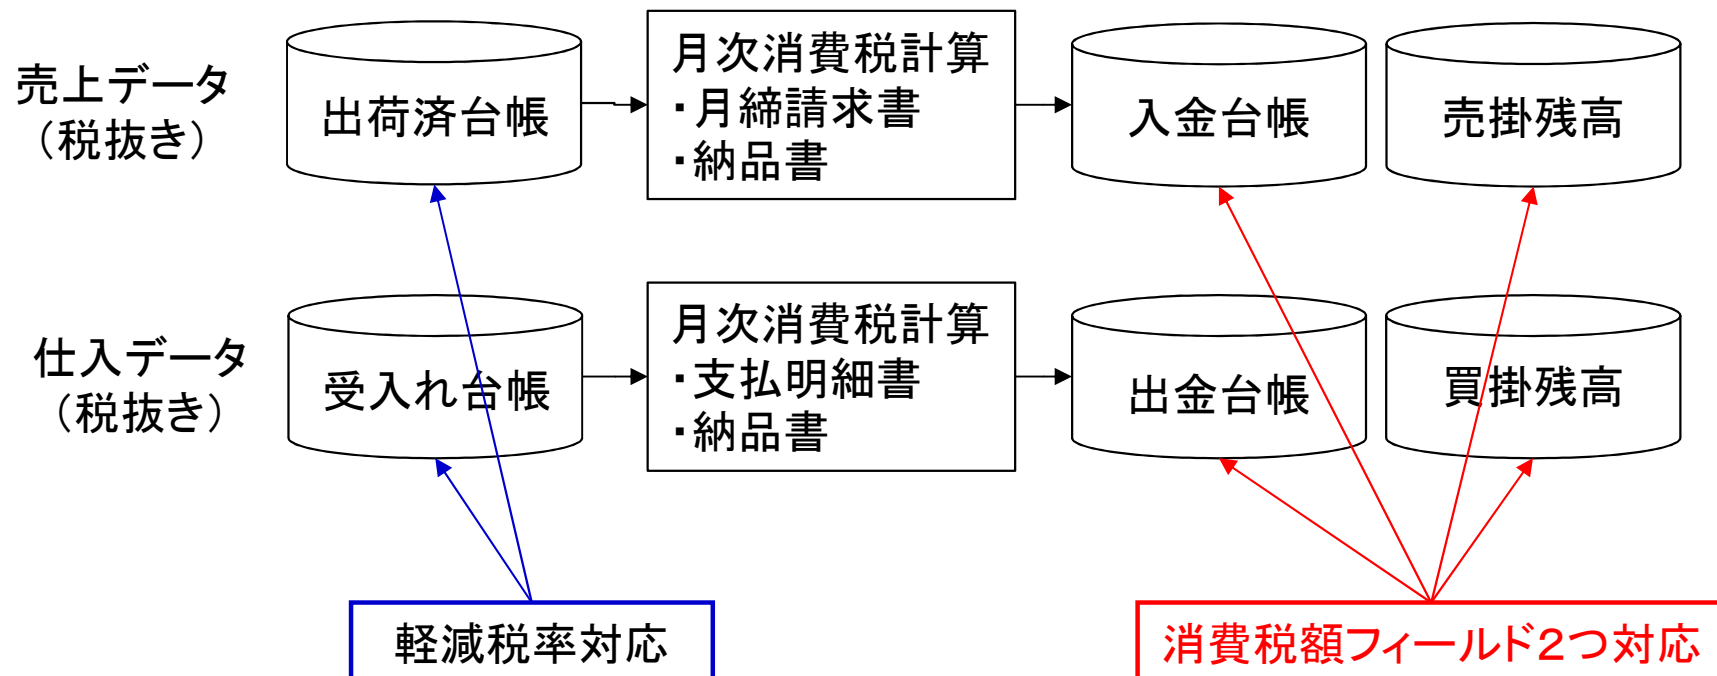 売上データ
（税抜き）
出荷済台帳
月次消費税計算
・月締請求書
・納品書
入金台帳
売掛残高
仕入データ
（税抜き）
受入れ台帳
月次消費税計算
・支払明細書
・納品書
出金台帳
買掛残高
軽減税率対応
消費税額フィールド２つ対応